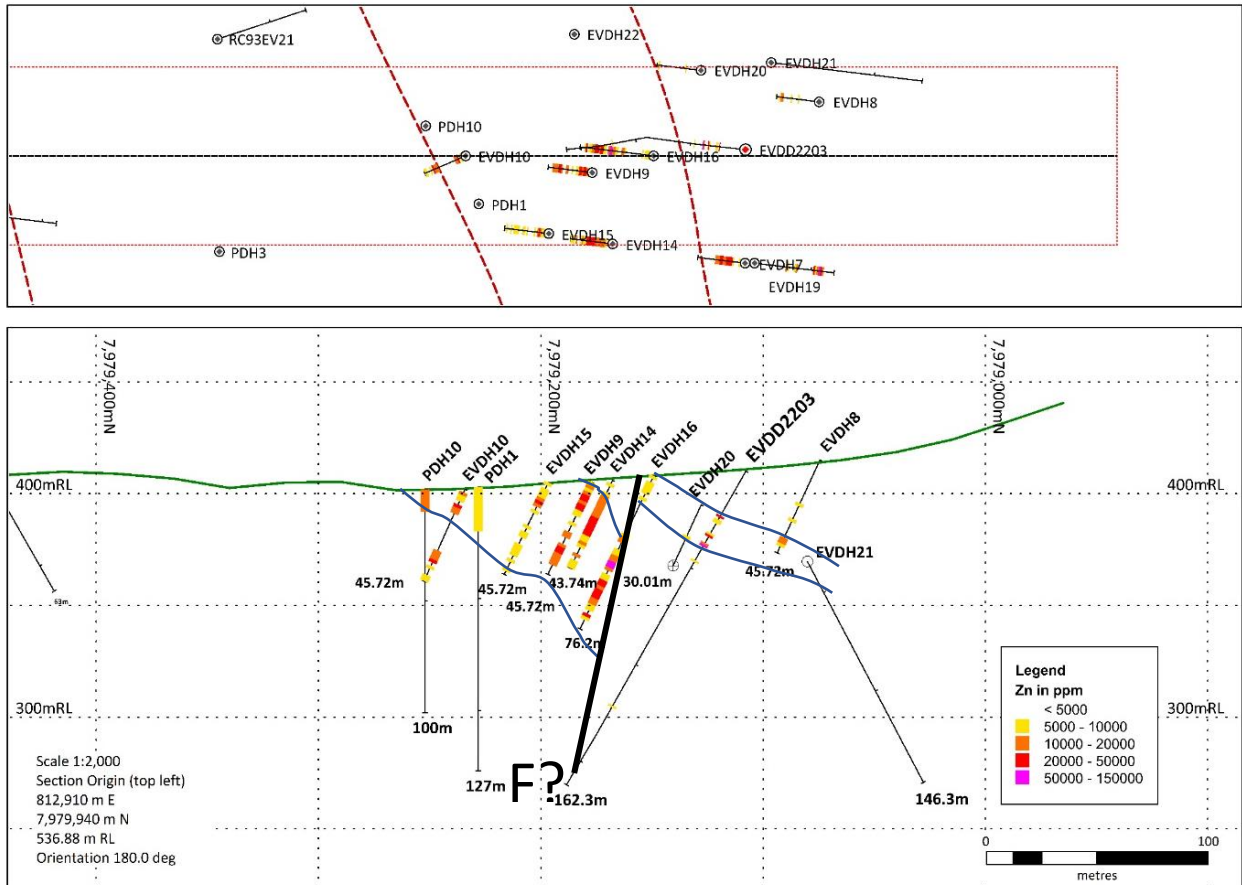 RC93EV21
EVDH22
EVDH20
EVDH21
EVDH8
PDH10
EVDH10
EVDH16
EVDD2203
EVDH9
PDH1
EVDH15
EVDH14
PDH3
EVDH7
EVDH19
7,979,400mN
7,979,200mN
7,979,000mN
PDH10
EVDH10
PDH1
EVDH15
EVDH9
EVDH14
EVDH16
EVDH20
EVDD2203
EVDH8
400mRL
400mRL
EVDH21
45.72m
45.72m
45.72m
43.74m
30.01m
45.72m
63m
76.2m
300mRL
300mRL
100m
127m
F?
162.3m
146.3m
Legend
Zn in ppm
< 5000
5000 - 10000
10000 - 20000
20000 - 50000
50000 - 150000
Scale 1:2,000
Section Origin (top left)
812,910 m E
7,979,940 m N
536.88 m RL
Orientation 180.0 deg
0
100
metres